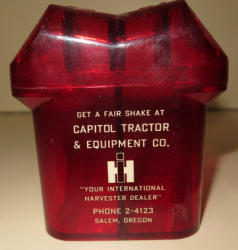 GET A FAIR SHAKE AT
CAPITOL TRACTOR
& EQUIPMENT CO.
IH
"YOUR INTERNATIONAL
HARVESTER DEALER"
PHONE 2-4123
SALEM, OREGON